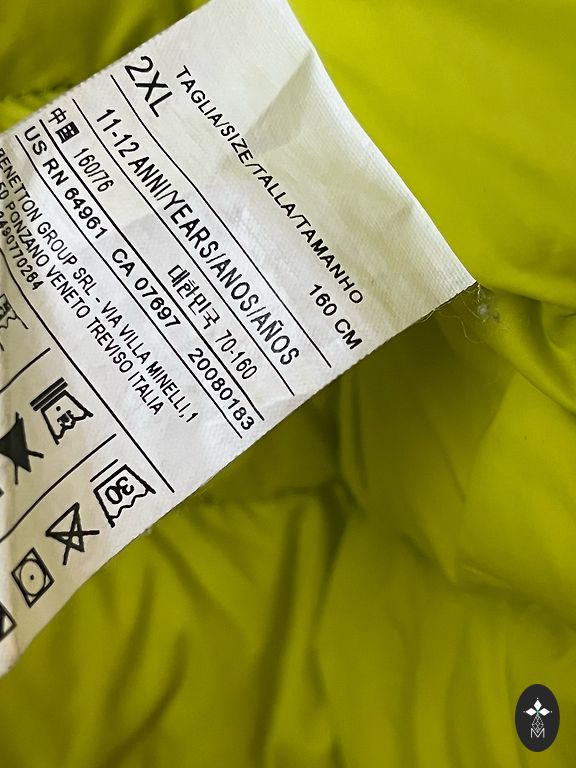 TAGLIA/SIZE/TALLA/TAMANHO
2XL 160 CM
11-12 ANNI/YEARS/ANOS/AÑOS
中国 160/76 대한민국 70-160
US RN 64961 CA 07697 20080183
BENETTON GROUP SRL - VIA VILLA MINELLI,1
PONZANO VENETO TREVISO ITALIA
30
M